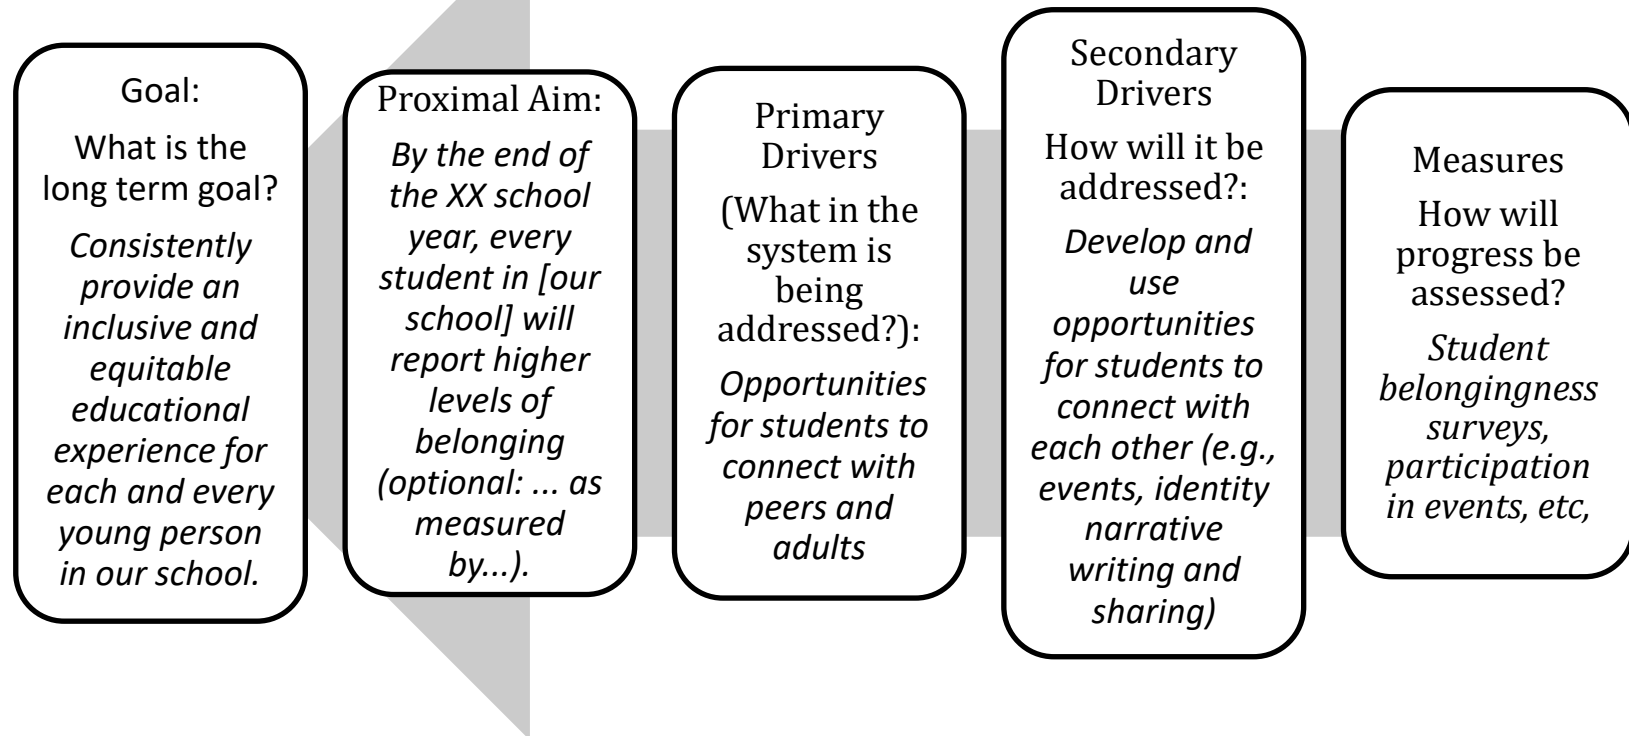 Goal:
What is the
long term goal?
Consistently
provide an
inclusive and
equitable
educational
experience for
each and every
young person
in our school.
Proximal Aim:
By the end of
the XX school
year, every
student in [our
school] will
report higher
levels of
belonging
(optional: ... as
measured
by...).
Primary
Drivers
(What in the
system is
being
addressed?):
Opportunities
for students to
connect with
peers and
adults
Secondary
Drivers
How will it be
addressed?:
Develop and
use
opportunities
for students to
connect with
each other (e.g.,
events, identity
narrative
writing and
sharing)
Measures
How will
progress be
assessed?
Student
belongingness
surveys,
participation
in events, etc,